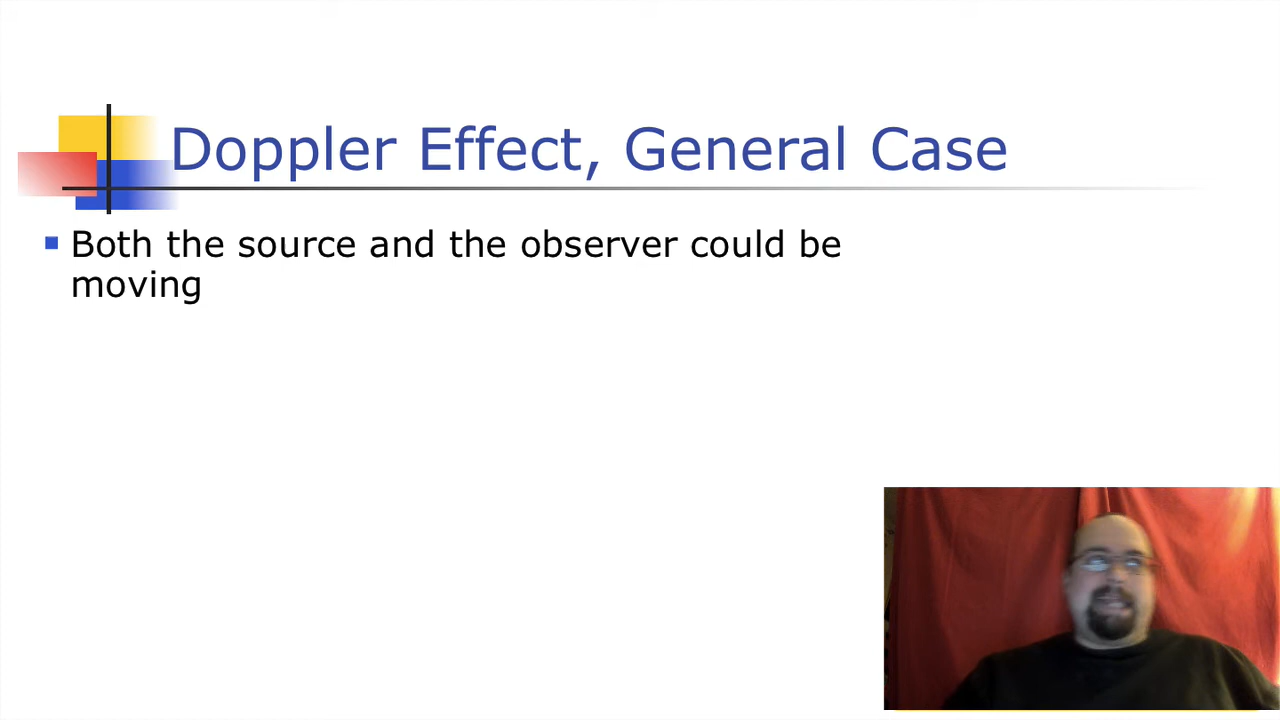 Doppler Effect, General Case
Both the source and the observer could be
moving